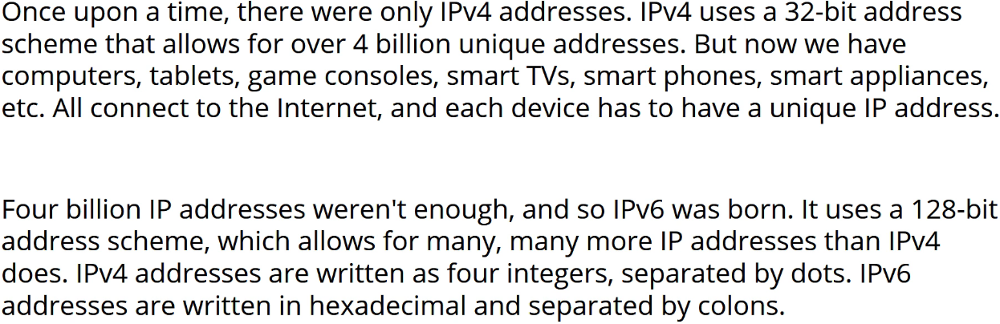 Once upon a time, there were only IPv4 addresses. IPv4 uses a 32-bit address
scheme that allows for over 4 billion unique addresses. But now we have
computers, tablets, game consoles, smart TVs, smart phones, smart appliances,
etc. All connect to the Internet, and each device has to have a unique IP address.
Four billion IP addresses weren't enough, and so IPv6 was born. It uses a 128-bit
address scheme, which allows for many, many more IP addresses than IPv4
does. IPv4 addresses are written as four integers, separated by dots. IPv6
addresses are written in hexadecimal and separated by colons.